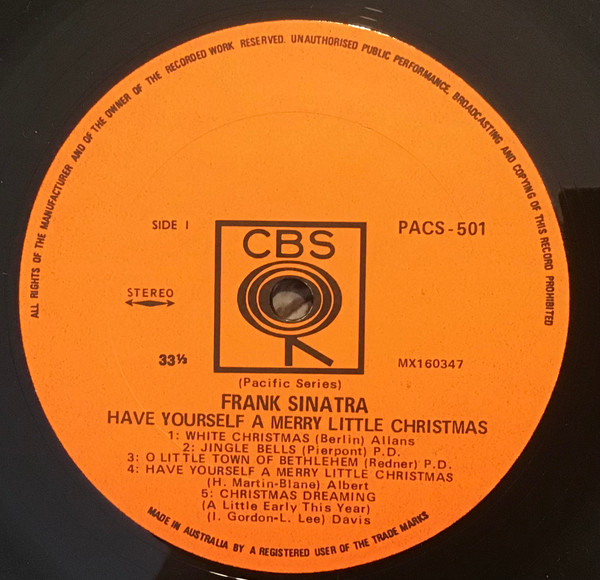 ALL RIGHTS OF THE MANUFACTURER AND OF THE OWNER OF THE RECORDED WORK RESERVED. UNAUTHORISED PUBLIC PERFORMANCE, BROADCASTING AND COPYING OF THIS RECORD PROHIBITED
SIDE I
PACS-501
CBS
STEREO
33⅓
MX160347
(Pacific Series)
FRANK SINATRA
HAVE YOURSELF A MERRY LITTLE CHRISTMAS
1: WHITE CHRISTMAS (Berlin) Allans
2: JINGLE BELLS (Pierpont) P.D.
3: O LITTLE TOWN OF BETHLEHEM (Redner) P.D.
4: HAVE YOURSELF A MERRY LITTLE CHRISTMAS
(H. Martin-Blane) Albert
5: CHRISTMAS DREAMING
(A Little Early This Year)
(I. Gordon-L. Lee) Davis
MADE IN AUSTRALIA BY A REGISTERED USER OF THE TRADE MARKS